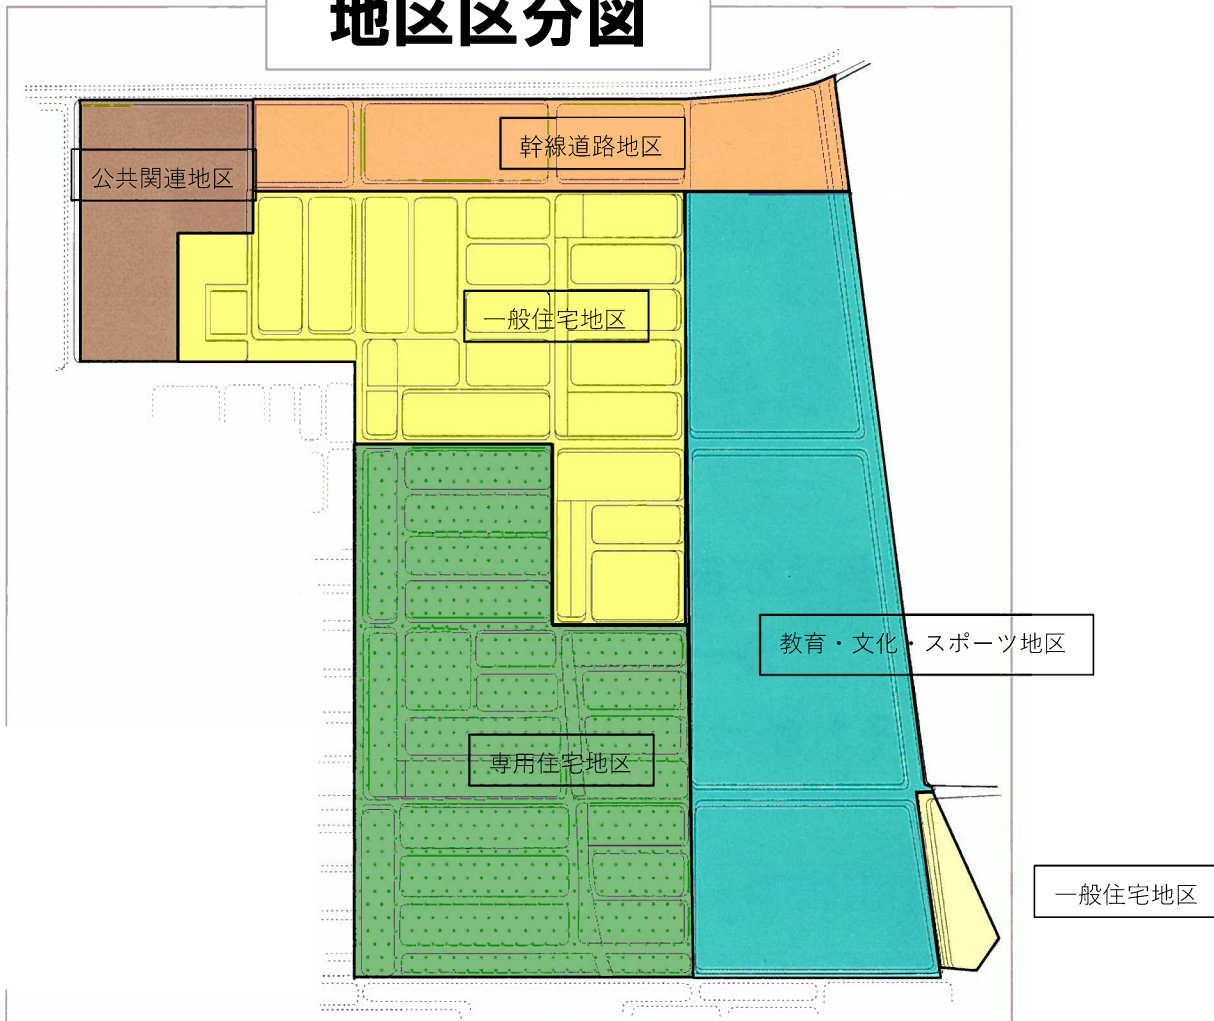 地区区分図
幹線道路地区
公共関連地区
一般住宅地区
教育・文化・スポーツ地区
専用住宅地区
一般住宅地区